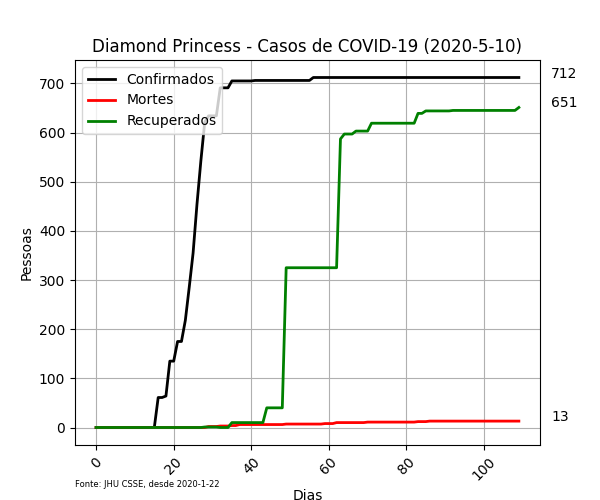 Diamond Princess - Casos de COVID-19 (2020-5-10)
Confirmados
Mortes
Recuperados
712
651
13
Pessoas
700
600
500
400
300
200
100
0
0
20
40
60
80
100
Fonte: JHU CSSE, desde 2020-1-22
Dias